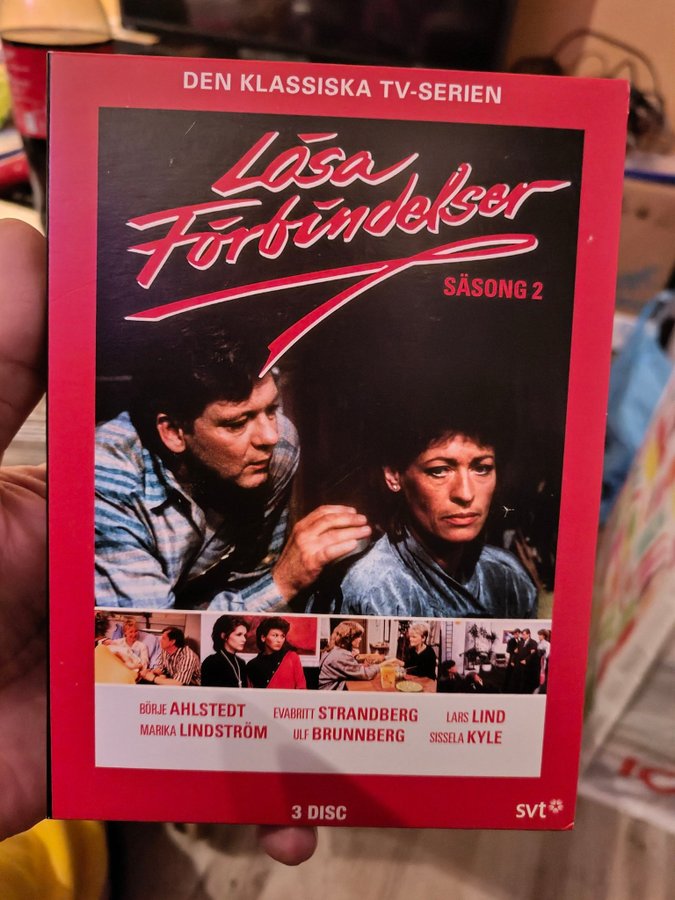 DEN KLASSISKA TV-SERIEN
Lösa
Förbindelser
SÄSONG 2
BÖRJE AHLSTEDT EVABRITT STRANDBERG LARS LIND
MARIKA LINDSTRÖM ULF BRUNNBERG SISSELA KYLE
3 DISC
svt